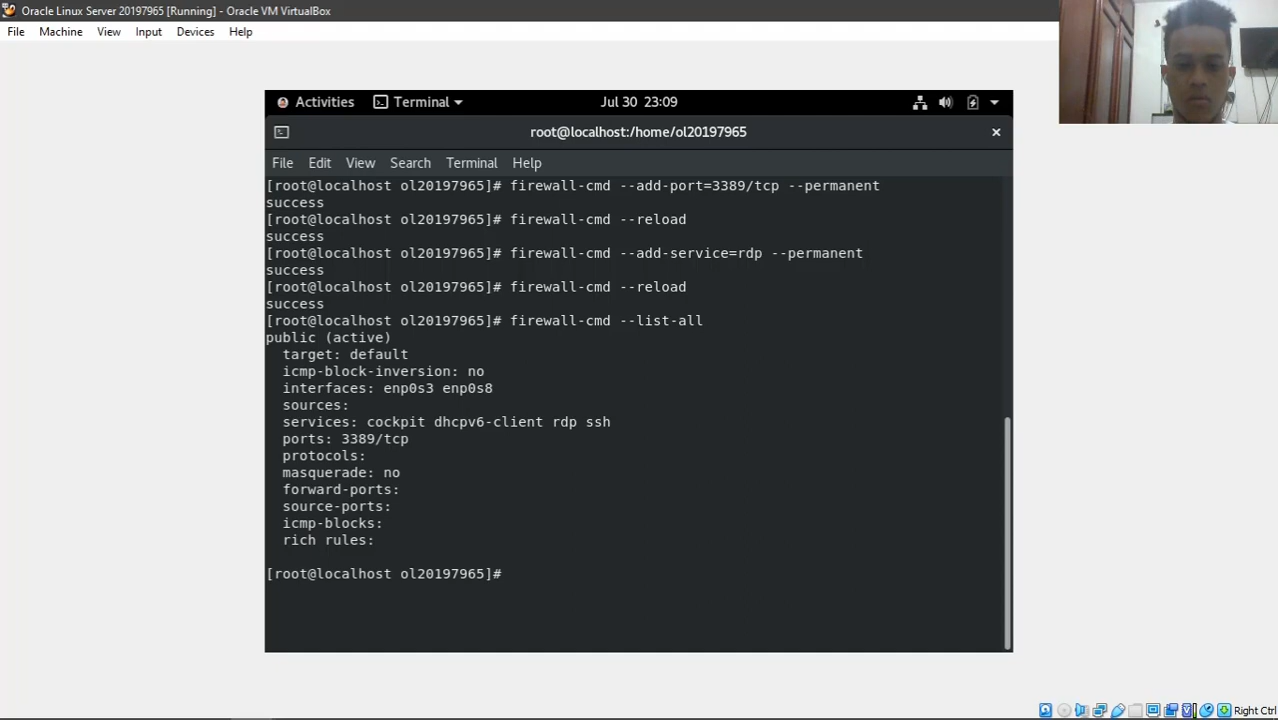 Oracle Linux Server 20197965 [Running] - Oracle VM VirtualBox
File Machine View Input Devices Help
Activities Terminal Jul 30 23:09
root@localhost:/home/ol20197965
File Edit View Search Terminal Help
[root@localhost ol20197965]# firewall-cmd --add-port=3389/tcp --permanent
success
[root@localhost ol20197965]# firewall-cmd --reload
success
[root@localhost ol20197965]# firewall-cmd --add-service=rdp --permanent
success
[root@localhost ol20197965]# firewall-cmd --reload
success
[root@localhost ol20197965]# firewall-cmd --list-all
public (active)
  target: default
  icmp-block-inversion: no
  interfaces: enp0s3 enp0s8
  sources:
  services: cockpit dhcpv6-client rdp ssh
  ports: 3389/tcp
  protocols:
  masquerade: no
  forward-ports:
  source-ports:
  icmp-blocks:
  rich rules:
[root@localhost ol20197965]#
Right Ctrl